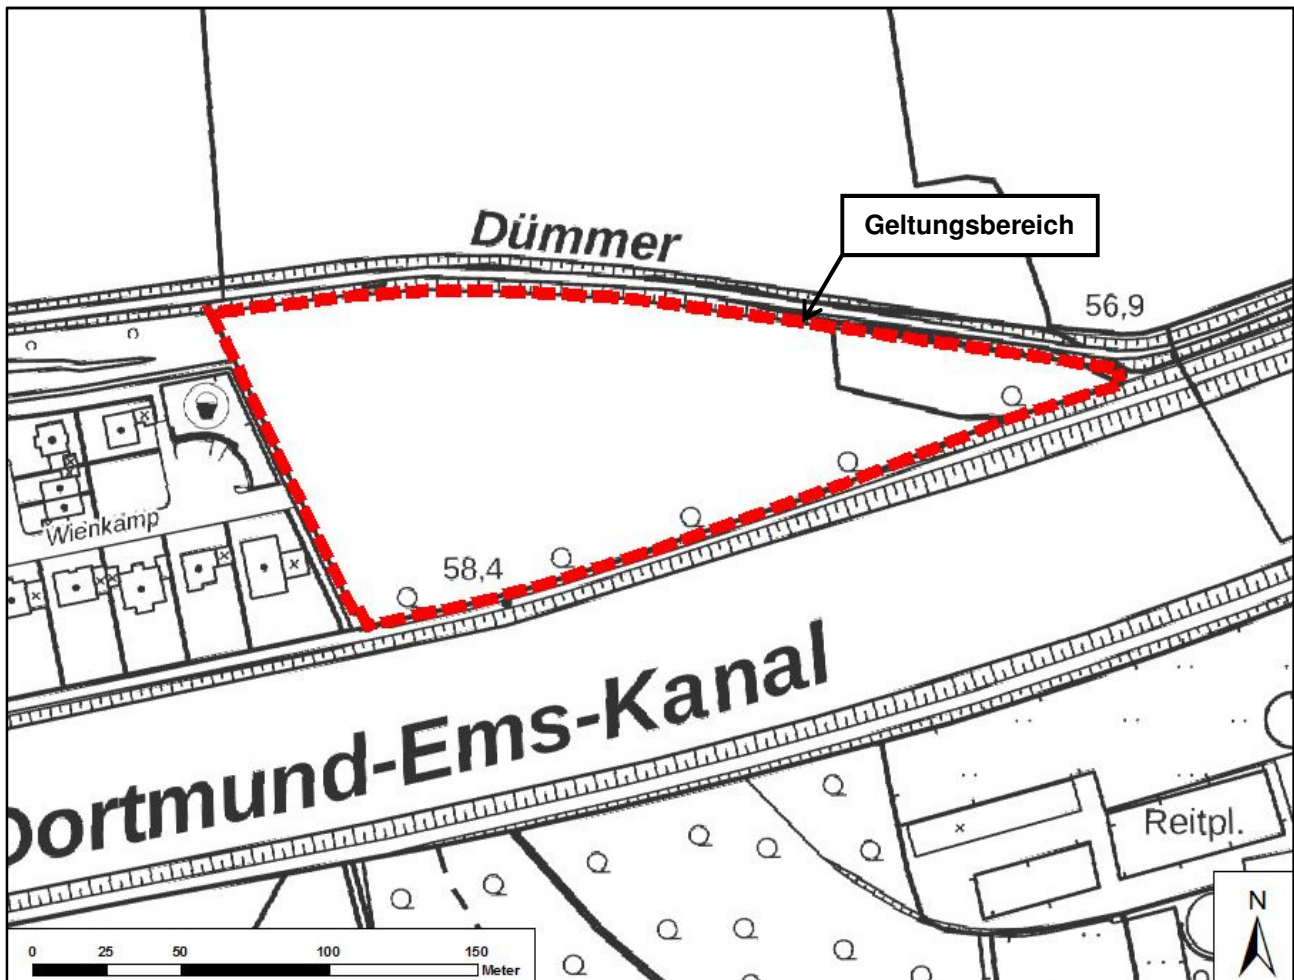 Dümmer
Geltungsbereich
56,9
Wienkamp
58,4
Dortmund-Ems-Kanal
Reitpl.
N
0 25 50 100 150
Meter